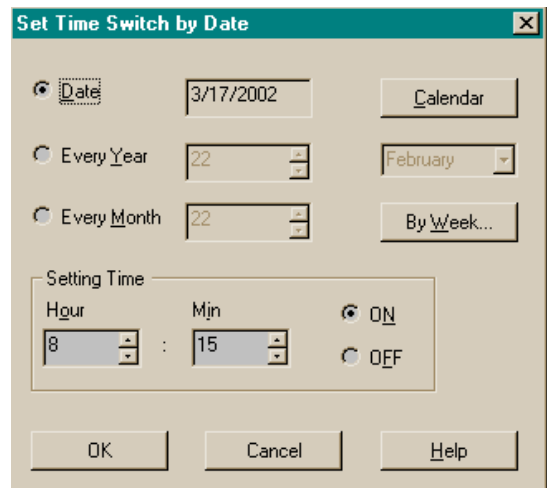 Set Time Switch by Date
Date 3/17/2002 Calendar
Every Year 22 February
Every Month 22 By Week...
Setting Time
Hour Min ON
8 : 15
OFF
OK Cancel Help